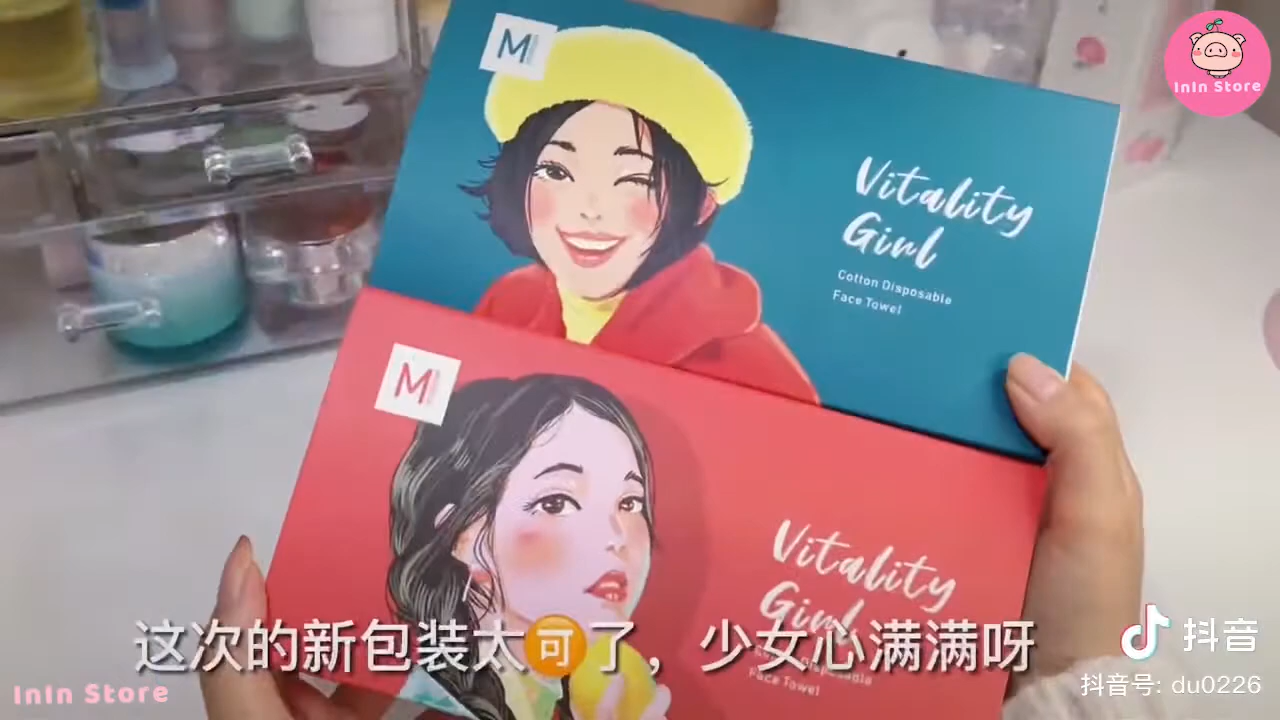 InIn Store
M
Vitality
Girl
Cotton Disposable
Face Towel
M
Vitality
Girl
Disposable
Face Towel
这次的新包装太🉑了，少女心满满呀
抖音
抖音号: du0226
InIn Store